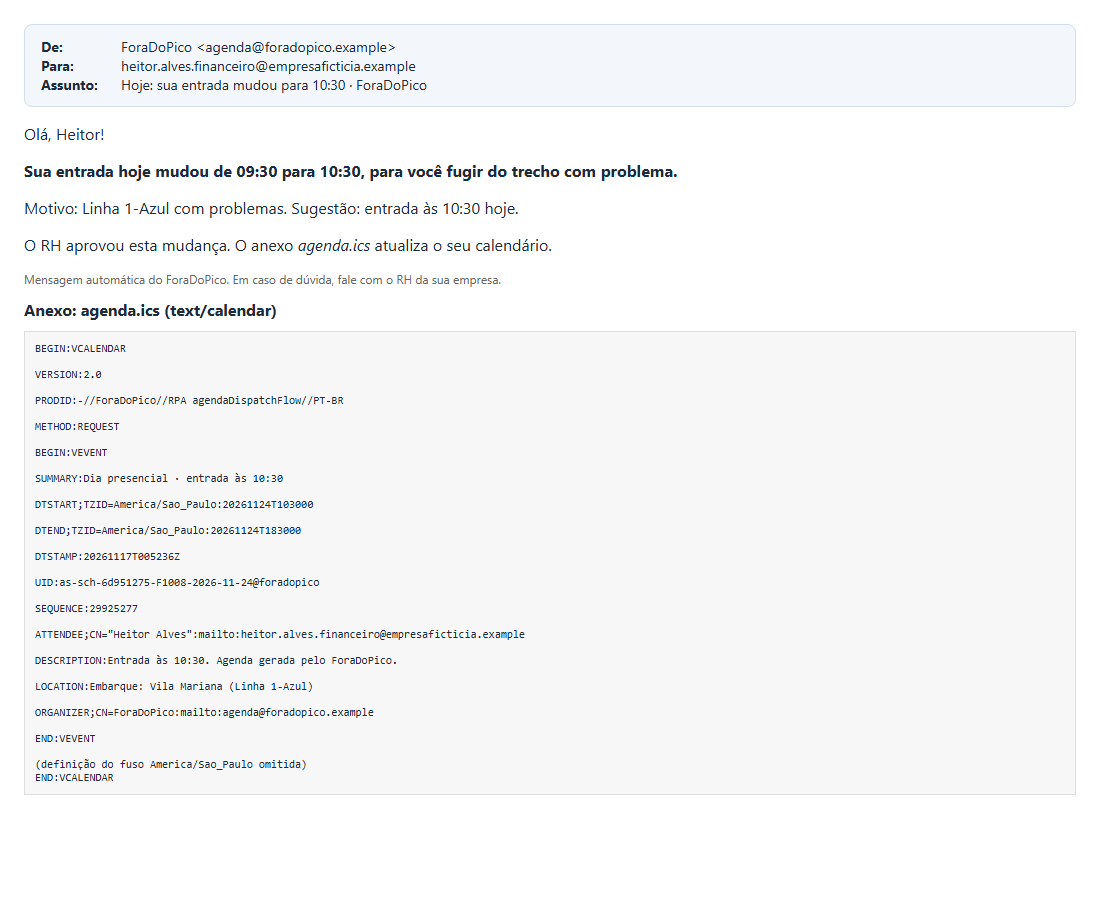 De: ForaDoPico <agenda@foradopico.example>
Para: heitor.alves.financeiro@empresaficticia.example
Assunto: Hoje: sua entrada mudou para 10:30 · ForaDoPico
Olá, Heitor!
Sua entrada hoje mudou de 09:30 para 10:30, para você fugir do trecho com problema.
Motivo: Linha 1-Azul com problemas. Sugestão: entrada às 10:30 hoje.
O RH aprovou esta mudança. O anexo agenda.ics atualiza o seu calendário.
Mensagem automática do ForaDoPico. Em caso de dúvida, fale com o RH da sua empresa.
Anexo: agenda.ics (text/calendar)
BEGIN:VCALENDAR
VERSION:2.0
PRODID:-//ForaDoPico//RPA agendaDispatchFlow//PT-BR
METHOD:REQUEST
BEGIN:VEVENT
SUMMARY:Dia presencial · entrada às 10:30
DTSTART;TZID=America/Sao_Paulo:20261124T103000
DTEND;TZID=America/Sao_Paulo:20261124T183000
DTSTAMP:20261117T005236Z
UID:as-sch-6d951275-F1008-2026-11-24@foradopico
SEQUENCE:29925277
ATTENDEE;CN="Heitor Alves":mailto:heitor.alves.financeiro@empresaficticia.example
DESCRIPTION:Entrada às 10:30. Agenda gerada pelo ForaDoPico.
LOCATION:Embarque: Vila Mariana (Linha 1-Azul)
ORGANIZER;CN=ForaDoPico:mailto:agenda@foradopico.example
END:VEVENT
(definição do fuso America/Sao_Paulo omitida)
END:VCALENDAR